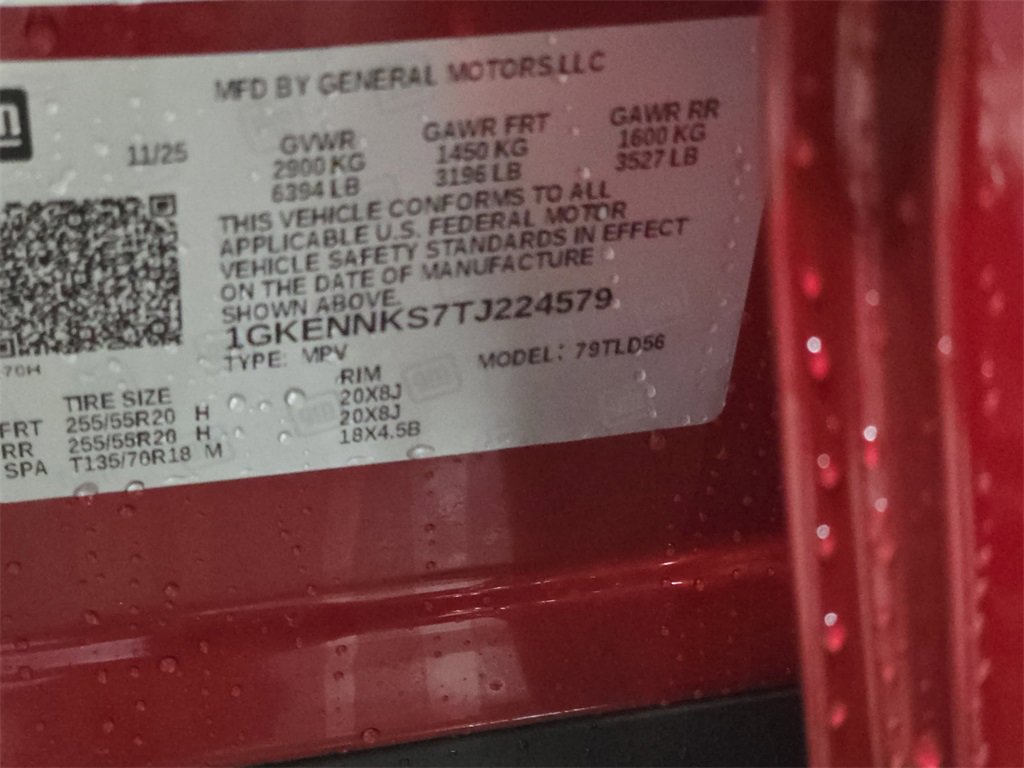 MFD BY GENERAL MOTORS LLC
11/25
GVWR GAWR FRT GAWR RR
2900 KG 1450 KG 1600 KG
6394 LB 3196 LB 3527 LB
THIS VEHICLE CONFORMS TO ALL
APPLICABLE U.S. FEDERAL MOTOR
VEHICLE SAFETY STANDARDS IN EFFECT
ON THE DATE OF MANUFACTURE
SHOWN ABOVE.
1GKENNKS7TJ224579
TYPE: MPV MODEL: 79TLD56
TIRE SIZE RIM
FRT 255/55R20 H 20X8J
RR 255/55R20 H 20X8J
SPA T135/70R18 M 18X4.5B